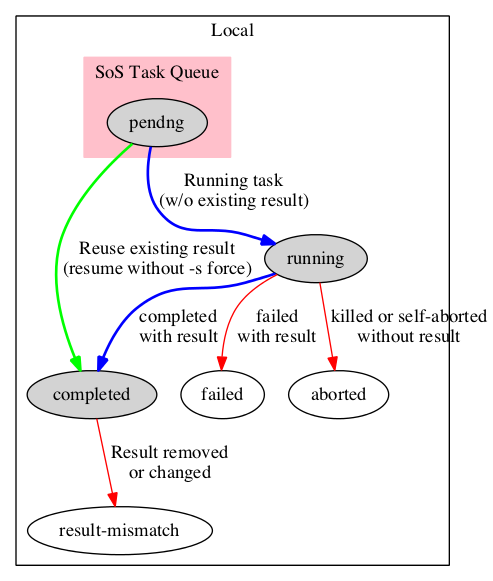 Local
SoS Task Queue
pendng
Running task
(w/o existing result)
Reuse existing result
(resume without -s force)
running
completed
with result
failed
with result
killed or self-aborted
without result
completed
failed
aborted
Result removed
or changed
result-mismatch